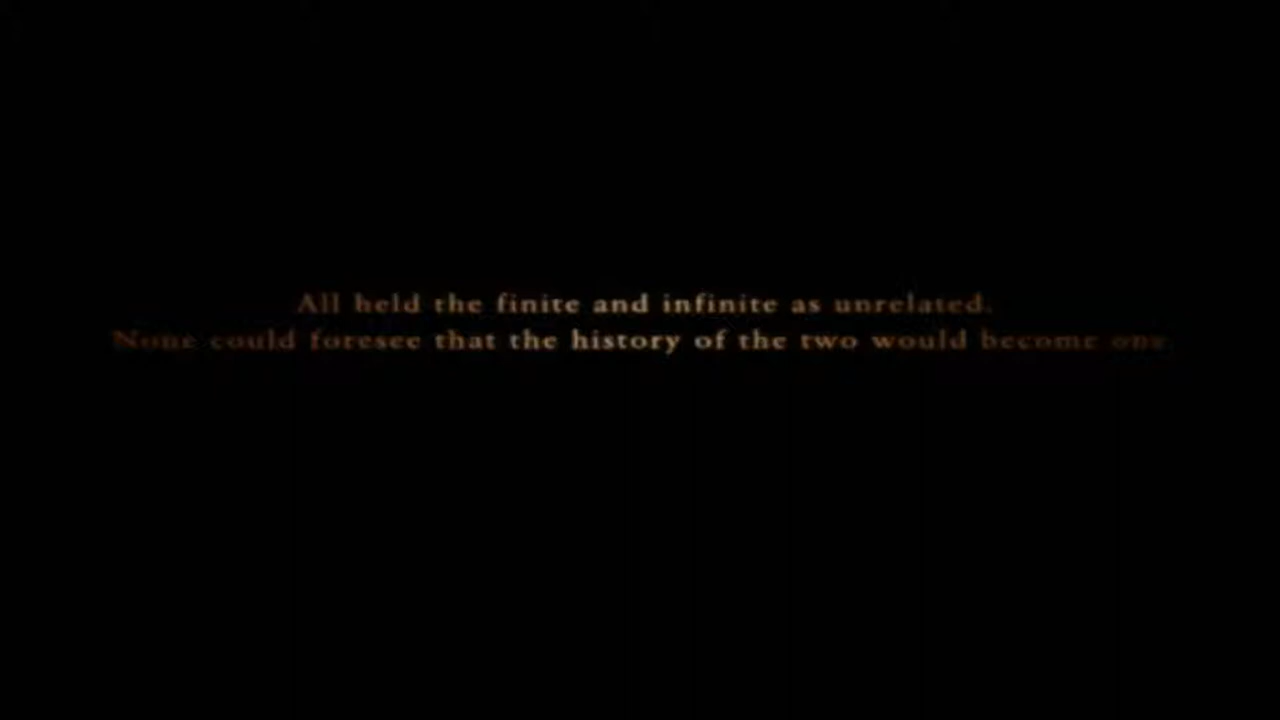 All held the finite and infinite as unrelated.
None could foresee that the history of the two would become one.